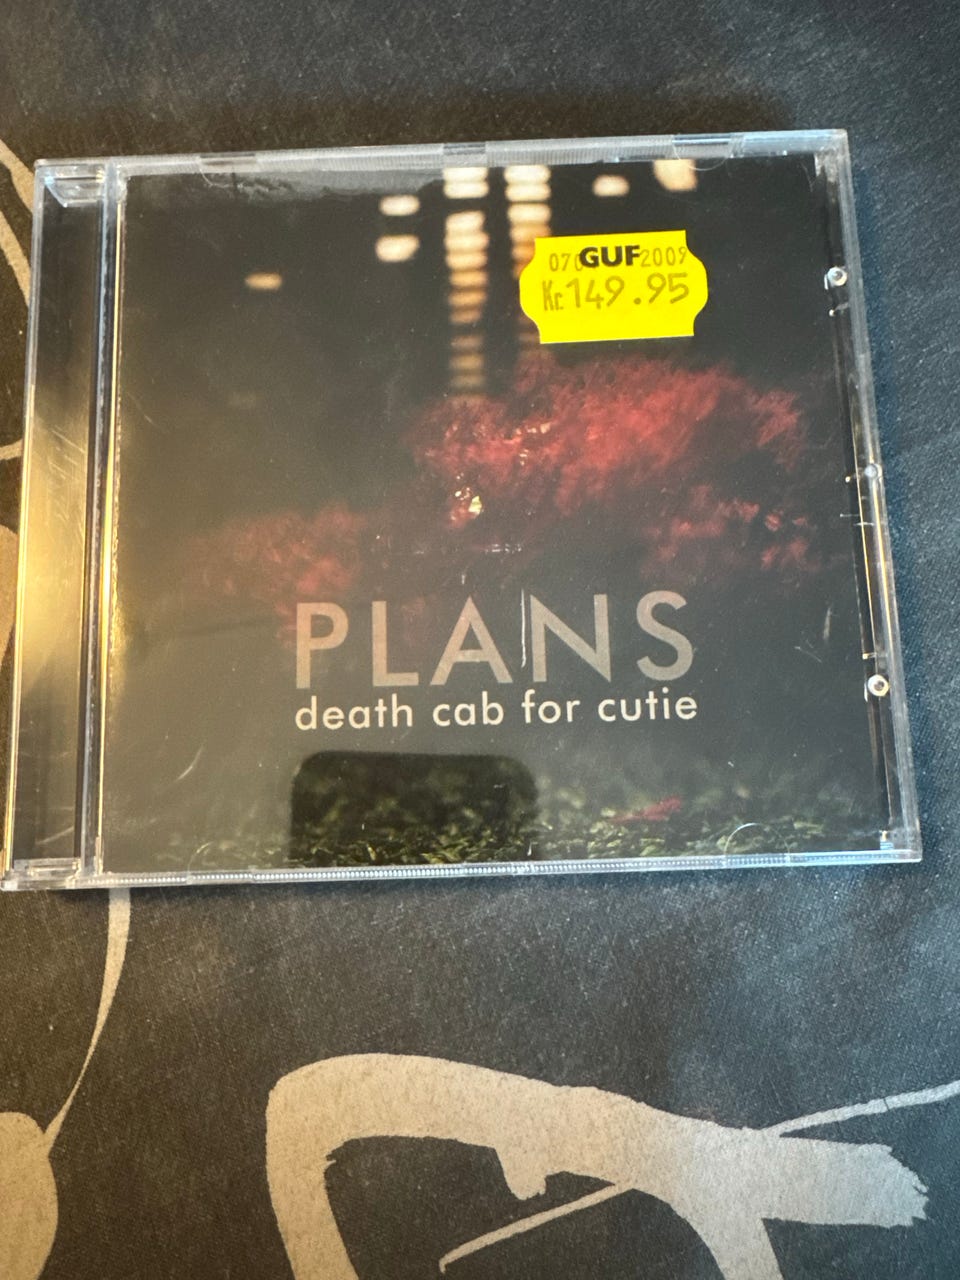 GUF
2009
Kr.149.95
PLANS
death cab for cutie